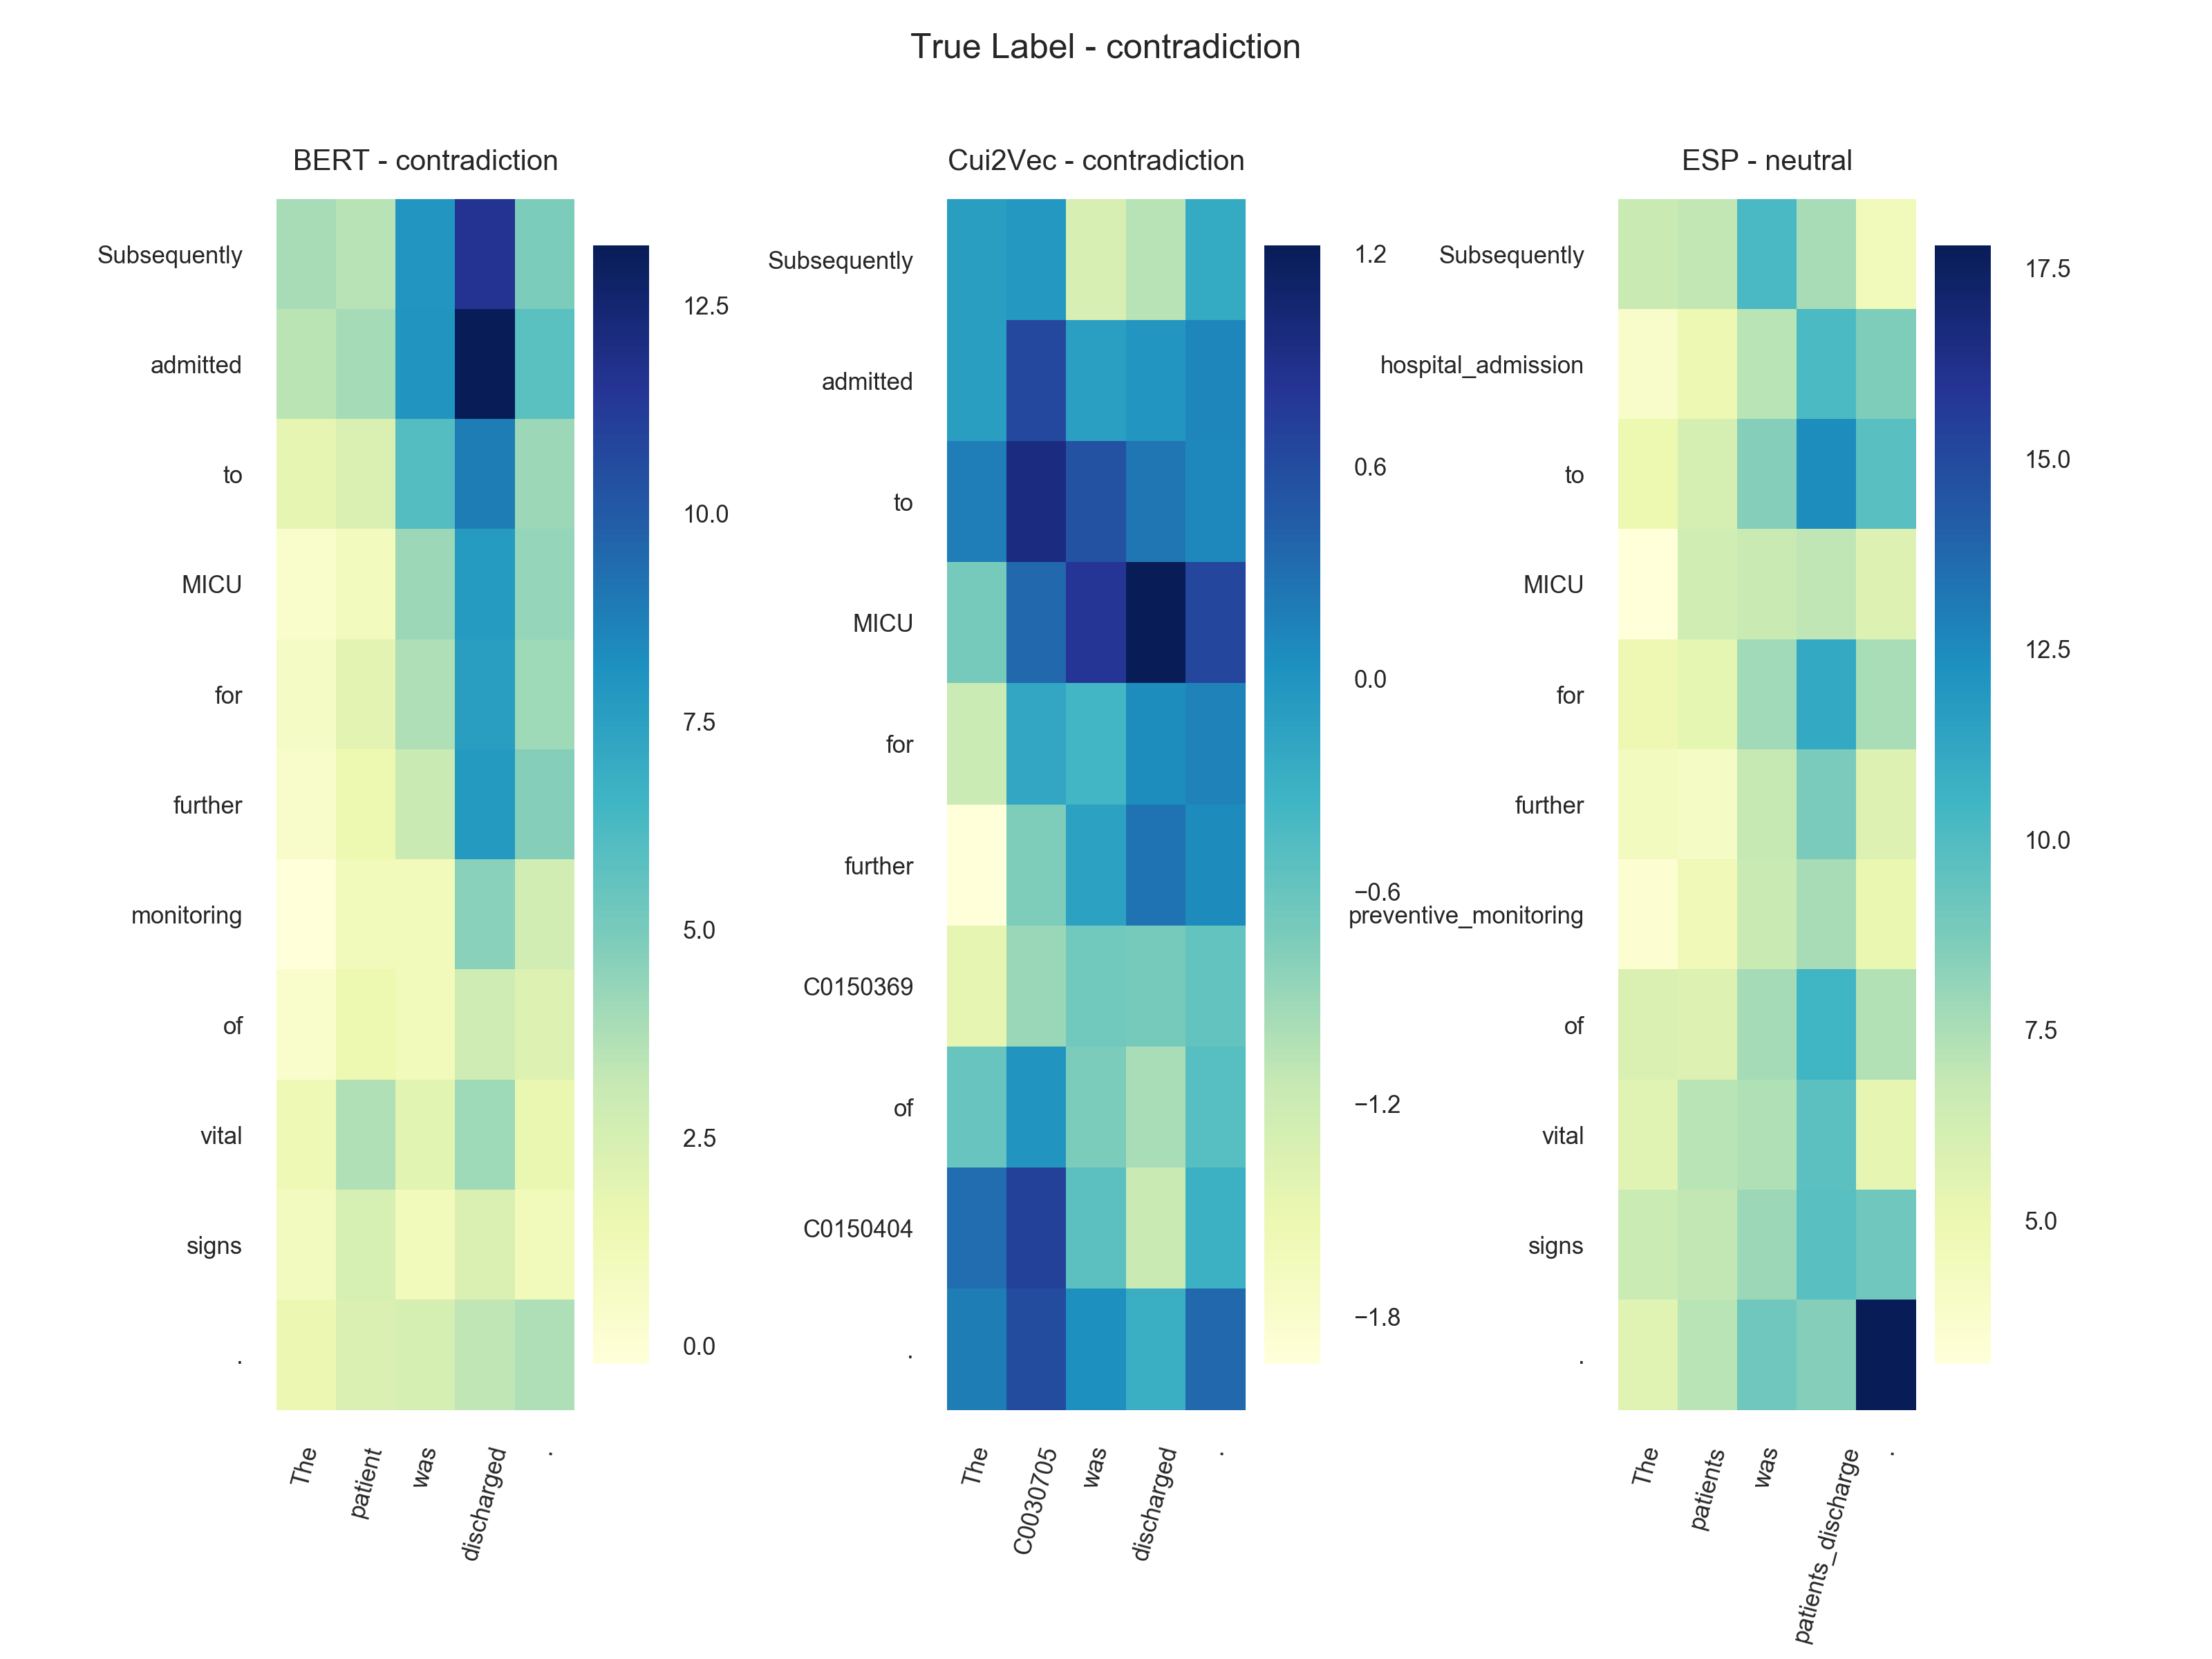 True Label - contradiction
BERT - contradiction
Subsequently
admitted
to
MICU
for
further
monitoring
of
vital
signs
.
The
patient
was
discharged
.
12.5
10.0
7.5
5.0
2.5
0.0
Cui2Vec - contradiction
Subsequently
admitted
to
MICU
for
further
C0150369
of
C0150404
.
The
C0030705
was
discharged
.
1.2
0.6
0.0
−0.6
−1.2
−1.8
ESP - neutral
Subsequently
hospital_admission
to
MICU
for
further
preventive_monitoring
of
vital
signs
.
The
patients
was
patients_discharge
.
17.5
15.0
12.5
10.0
7.5
5.0